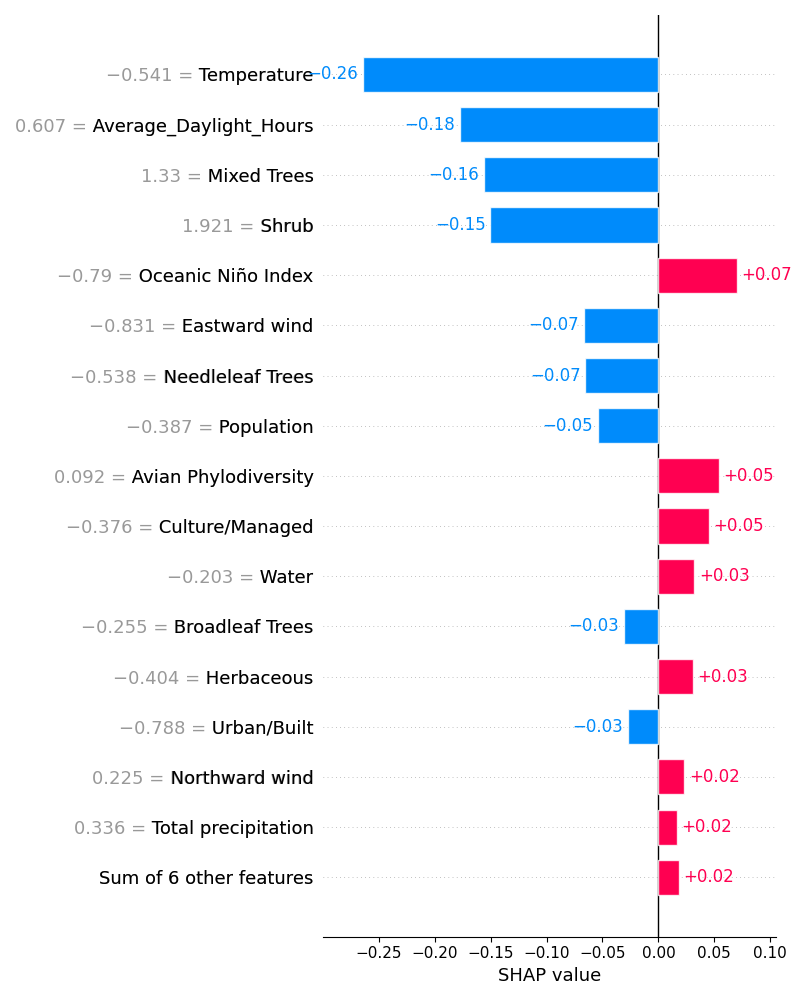 −0.541 = Temperature −0.26
0.607 = Average_Daylight_Hours −0.18
1.33 = Mixed Trees −0.16
1.921 = Shrub −0.15
−0.79 = Oceanic Niño Index +0.07
−0.831 = Eastward wind −0.07
−0.538 = Needleleaf Trees −0.07
−0.387 = Population −0.05
0.092 = Avian Phylodiversity +0.05
−0.376 = Culture/Managed +0.05
−0.203 = Water +0.03
−0.255 = Broadleaf Trees −0.03
−0.404 = Herbaceous +0.03
−0.788 = Urban/Built −0.03
0.225 = Northward wind +0.02
0.336 = Total precipitation +0.02
Sum of 6 other features +0.02
−0.25 −0.20 −0.15 −0.10 −0.05 0.00 0.05 0.10
SHAP value